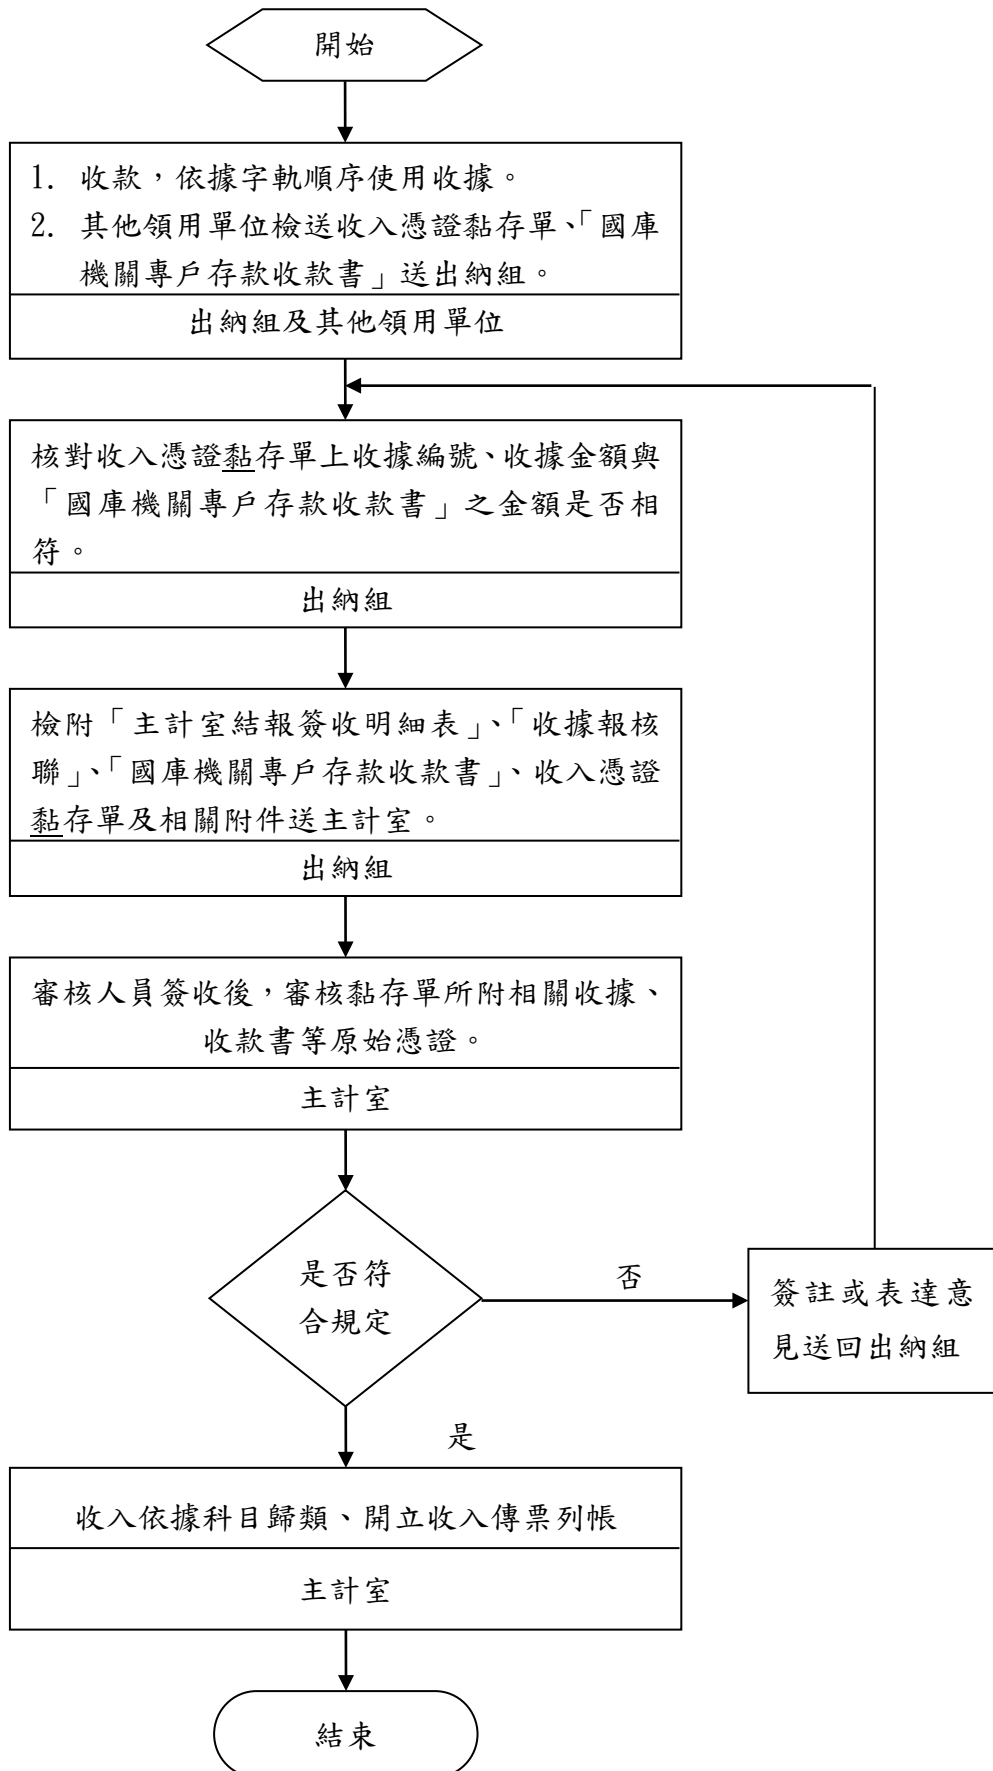 開始
1. 收款，依據字軌順序使用收據。
2. 其他領用單位檢送收入憑證黏存單、「國庫
機關專戶存款收款書」送出納組。
出納組及其他領用單位
核對收入憑證黏存單上收據編號、收據金額與
「國庫機關專戶存款收款書」之金額是否相
符。
出納組
檢附「主計室結報簽收明細表」、「收據報核
聯」、「國庫機關專戶存款收款書」、收入憑證
黏存單及相關附件送主計室。
出納組
審核人員簽收後，審核黏存單所附相關收據、
收款書等原始憑證。
主計室
是否符
合規定
否
簽註或表達意
見送回出納組
是
收入依據科目歸類、開立收入傳票列帳
主計室
結束